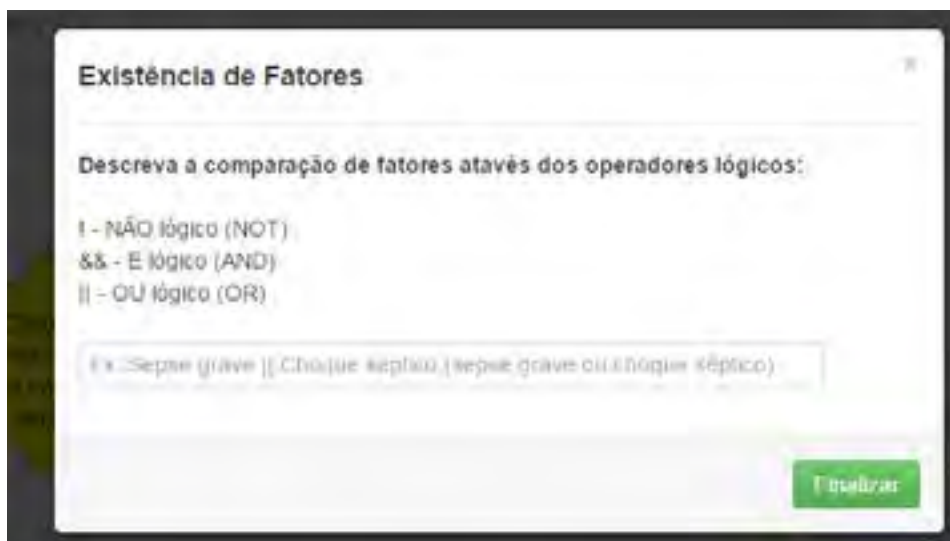 Existência de Fatores
×
Descreva a comparação de fatores atavés dos operadores lógicos:
! - NÃO lógico (NOT)
&& - E lógico (AND)
|| - OU lógico (OR)
Ex.:Sepse grave || Choque séptico (sepse grave ou choque séptico)
Finalizar